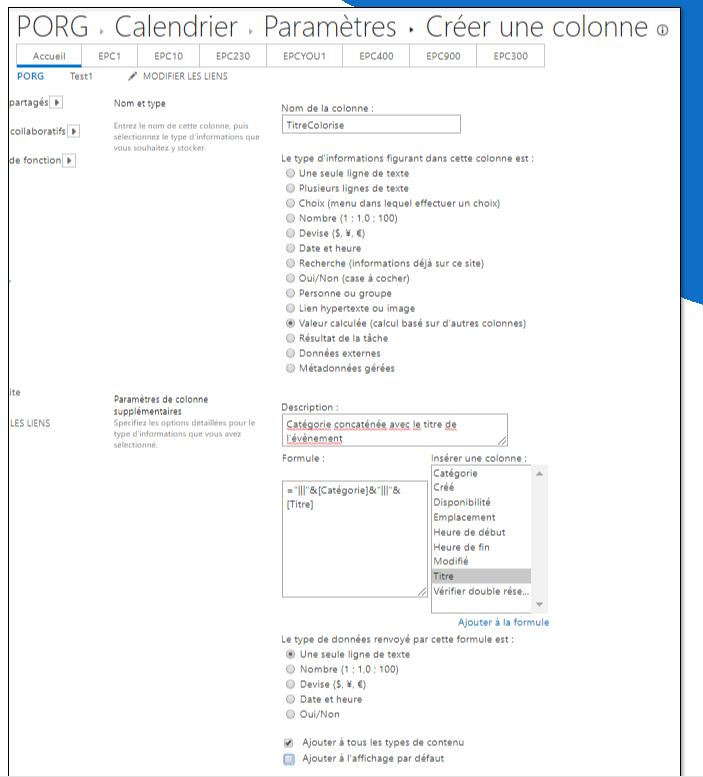 PORG › Calendrier › Paramètres › Créer une colonne
Accueil EPC1 EPC10 EPC230 EPCYOU1 EPC400 EPC900 EPC300
PORG Test1 MODIFIER LES LIENS
partagés
collaboratifs
de fonction
ite
LES LIENS
Nom et type
Entrez le nom de cette colonne, puis
sélectionnez le type d'informations que
vous souhaitez y stocker.
Nom de la colonne :
TitreColorise
Le type d'informations figurant dans cette colonne est :
Une seule ligne de texte
Plusieurs lignes de texte
Choix (menu dans lequel effectuer un choix)
Nombre (1 ; 1,0 ; 100)
Devise ($, ¥, €)
Date et heure
Recherche (informations déjà sur ce site)
Oui/Non (case à cocher)
Personne ou groupe
Lien hypertexte ou image
Valeur calculée (calcul basé sur d'autres colonnes)
Résultat de la tâche
Données externes
Métadonnées gérées
Paramètres de colonne
supplémentaires
Spécifiez les options détaillées pour le
type d'informations que vous avez
sélectionné.
Description :
Catégorie concaténée avec le titre de
l'évènement
Formule :
="|||"&[Catégorie]&"|||"&
[Titre]
Insérer une colonne :
Catégorie
Créé
Disponibilité
Emplacement
Heure de début
Heure de fin
Modifié
Titre
Vérifier double rése...
Ajouter à la formule
Le type de données renvoyé par cette formule est :
Une seule ligne de texte
Nombre (1 ; 1,0 ; 100)
Devise ($, ¥, €)
Date et heure
Oui/Non
Ajouter à tous les types de contenu
Ajouter à l'affichage par défaut